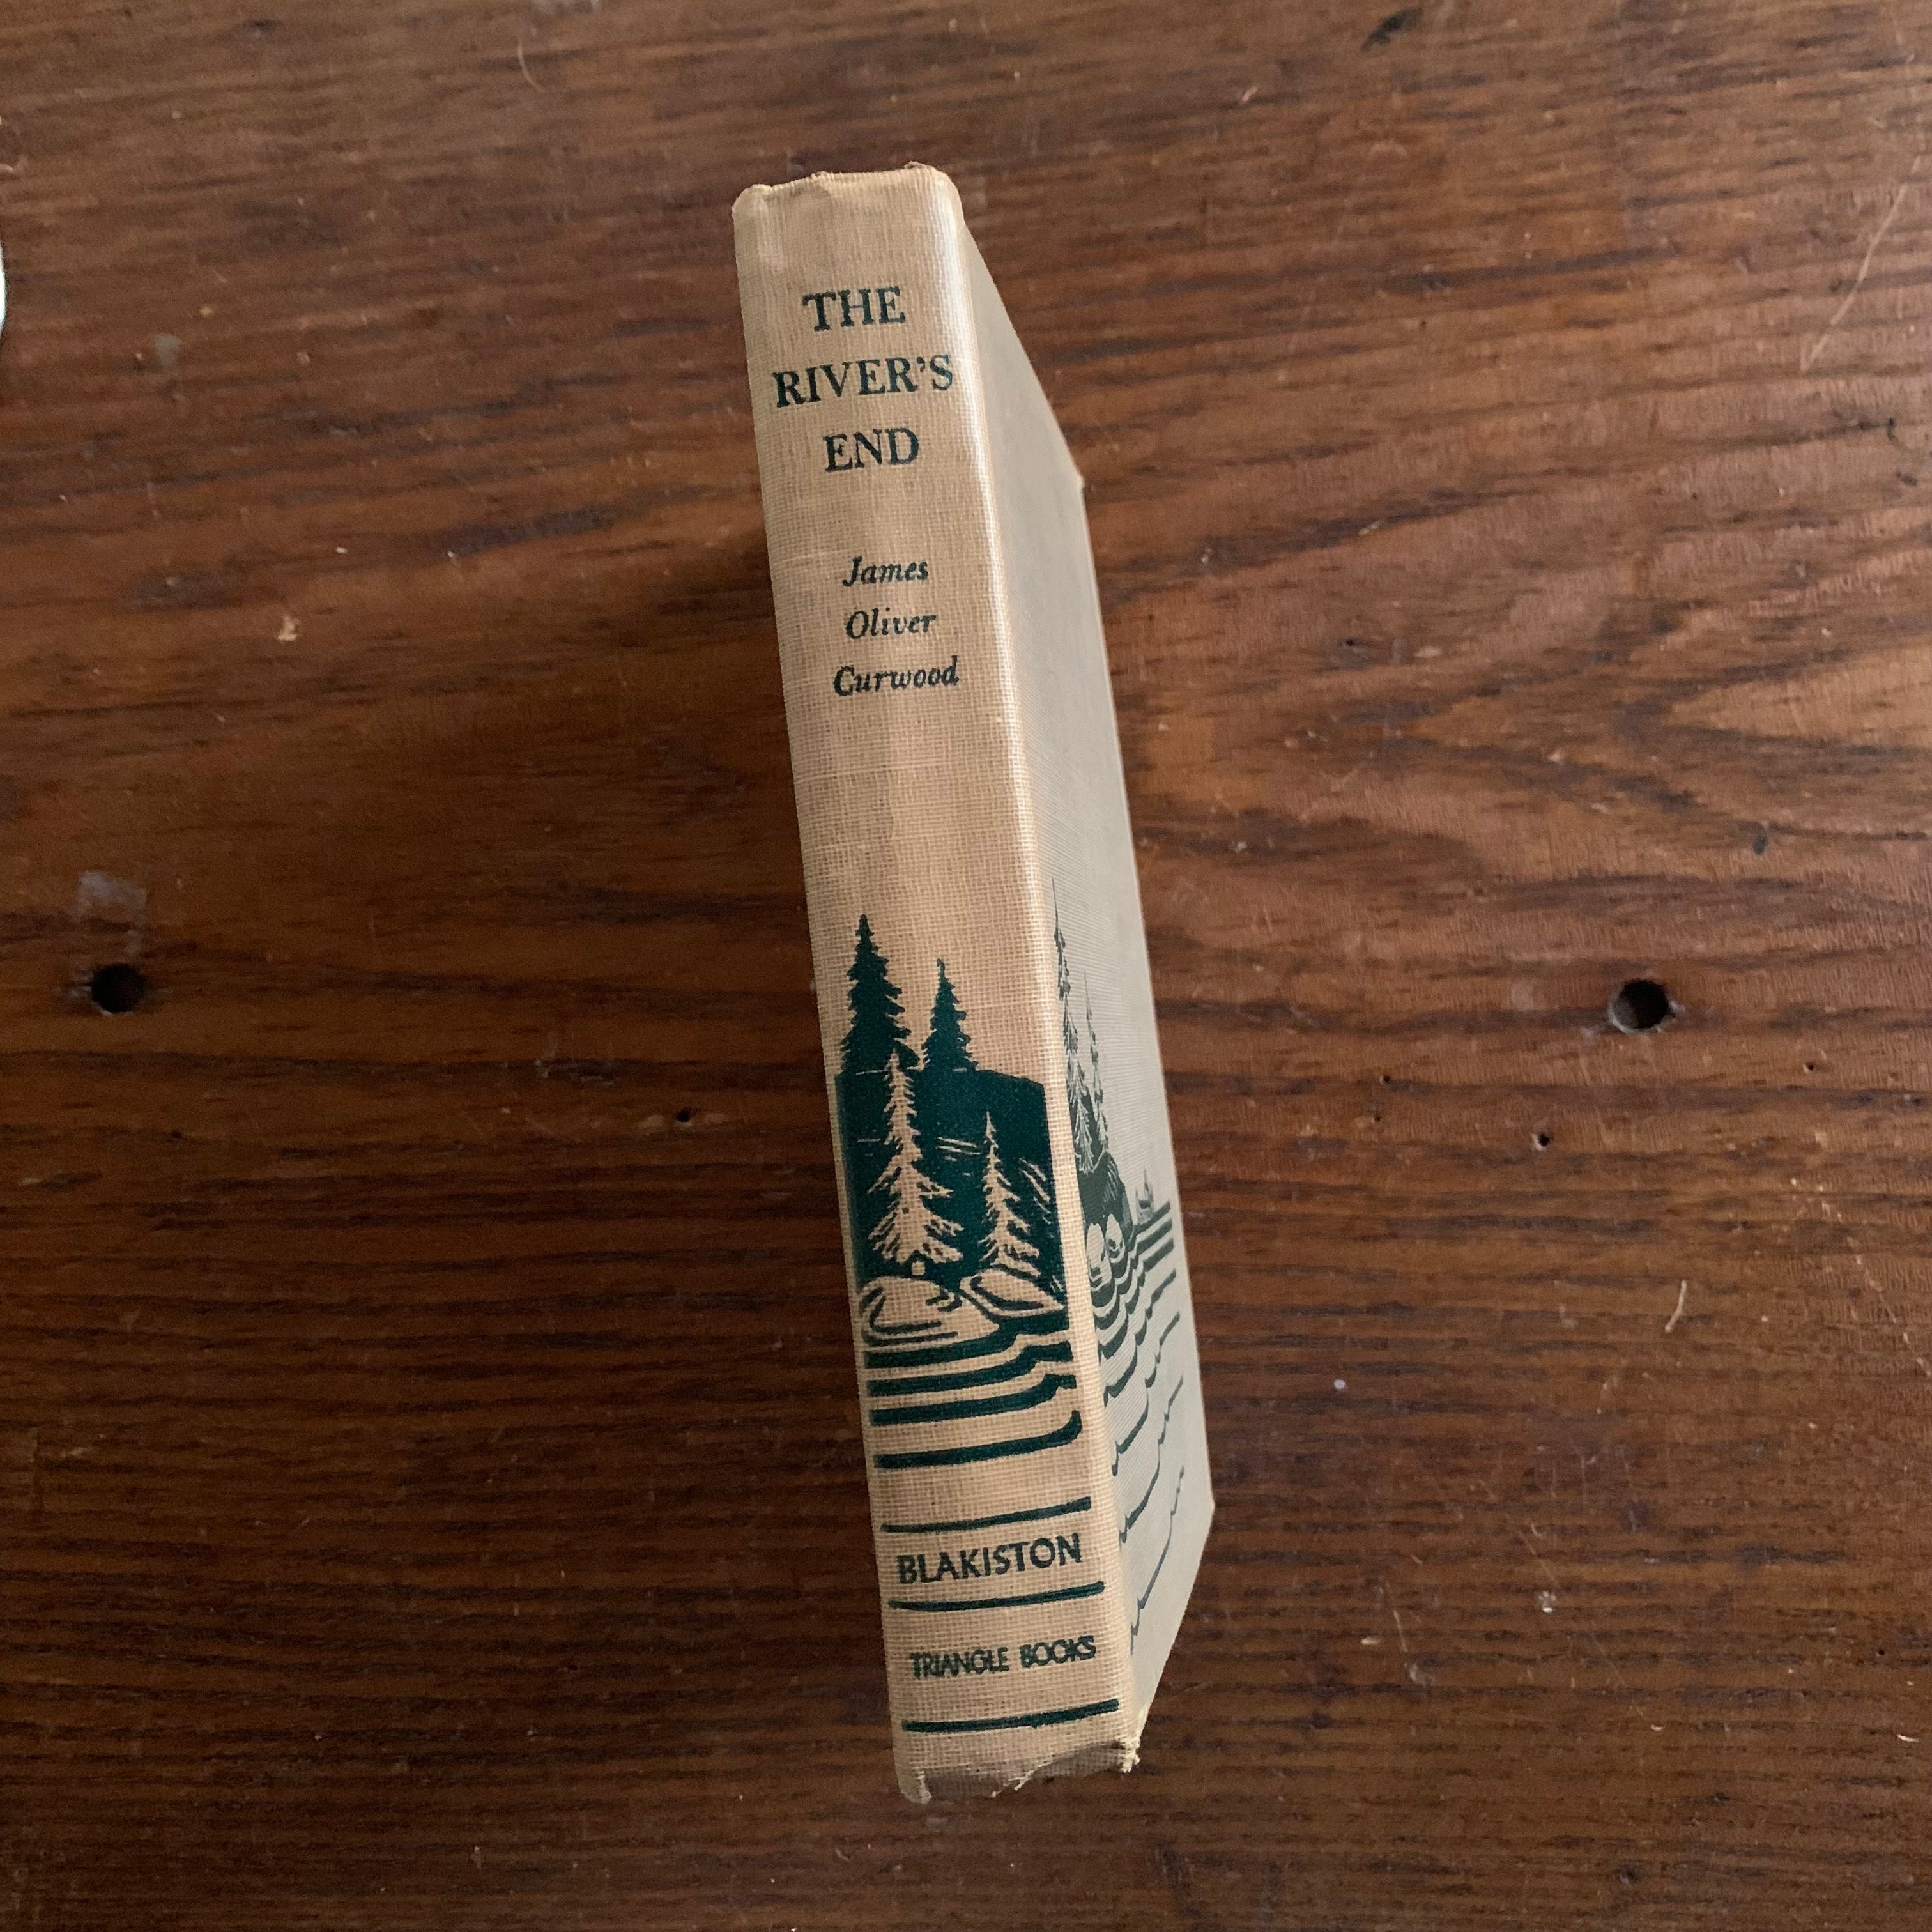 THE
RIVER'S
END
James
Oliver
Curwood
BLAKISTON
TRIANGLE BOOKS